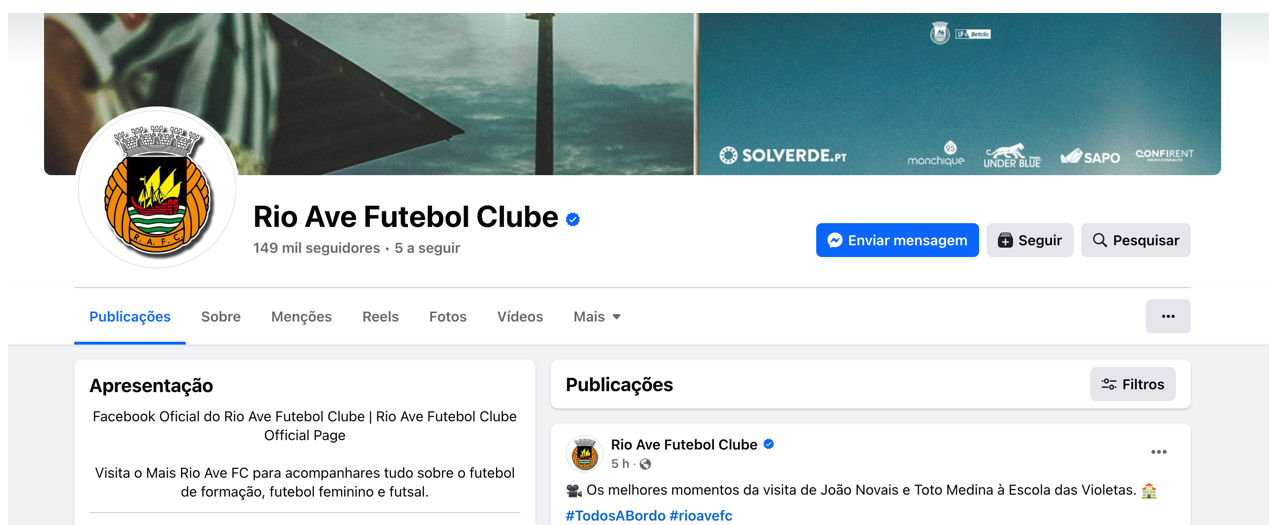 LP Betclic
SOLVERDE.PT
monchique
UNDER BLUE
SAPO
CONFIRENT
R.A.F.C
Rio Ave Futebol Clube
149 mil seguidores · 5 a seguir
Enviar mensagem
Seguir
Pesquisar
Publicações
Sobre
Menções
Reels
Fotos
Vídeos
Mais
Apresentação
Facebook Oficial do Rio Ave Futebol Clube | Rio Ave Futebol Clube
Official Page
Visita o Mais Rio Ave FC para acompanhares tudo sobre o futebol
de formação, futebol feminino e futsal.
Publicações
Filtros
Rio Ave Futebol Clube
5 h ·
🎥 Os melhores momentos da visita de João Novais e Toto Medina à Escola das Violetas. 🏫
#TodosABordo #rioavefc